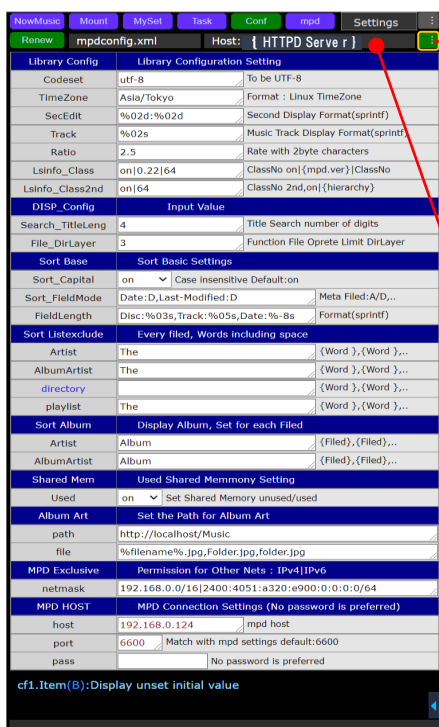 NowMusic Mount MySet Task Conf mpd Settings ⋮
Renew mpdconfig.xml Host: { HTTPD Serve r } ⋮
Library Config Library Configuration Setting
Codeset utf-8 To be UTF-8
TimeZone Asia/Tokyo Format : Linux TimeZone
SecEdit %02d:%02d Second Display Format(sprintf)
Track %02s Music Track Display Format(sprintf)
Ratio 2.5 Rate with 2byte characters
Lsinfo_Class on|0.22|64 ClassNo on|{mpd.ver}|ClassNo
Lsinfo_Class2nd on|64 ClassNo 2nd,on|{hierarchy}
DISP_Config Input Value
Search_TitleLeng 4 Title Search number of digits
File_DirLayer 3 Function File Oprete Limit DirLayer
Sort Base Sort Basic Settings
Sort_Capital on Case insensitive Default:on
Sort_FieldMode Date:D,Last-Modified:D Meta Filed:A/D,..
FieldLength Disc:%03s,Track:%05s,Date:%-8s Format(sprintf)
Sort Listexclude Every filed, Words including space
Artist The {Word },{Word },..
AlbumArtist The {Word },{Word },..
directory {Word },{Word },..
playlist The {Word },{Word },..
Sort Album Display Album, Set for each Filed
Artist Album {Filed},{Filed},..
AlbumArtist Album {Filed},{Filed},..
Shared Mem Used Shared Memmony Setting
Used on Set Shared Memory unused/used
Album Art Set the Path for Album Art
path http://localhost/Music
file %filename%.jpg,Folder.jpg,folder.jpg
MPD Exclusive Permission for Other Nets : IPv4|IPv6
netmask 192.168.0.0/16|2400:4051:a320:e900:0:0:0:0/64
MPD HOST MPD Connection Settings (No password is preferred)
host 192.168.0.124 mpd host
port 6600 Match with mpd settings default:6600
pass No password is preferred
cf1.Item(B):Display unset initial value